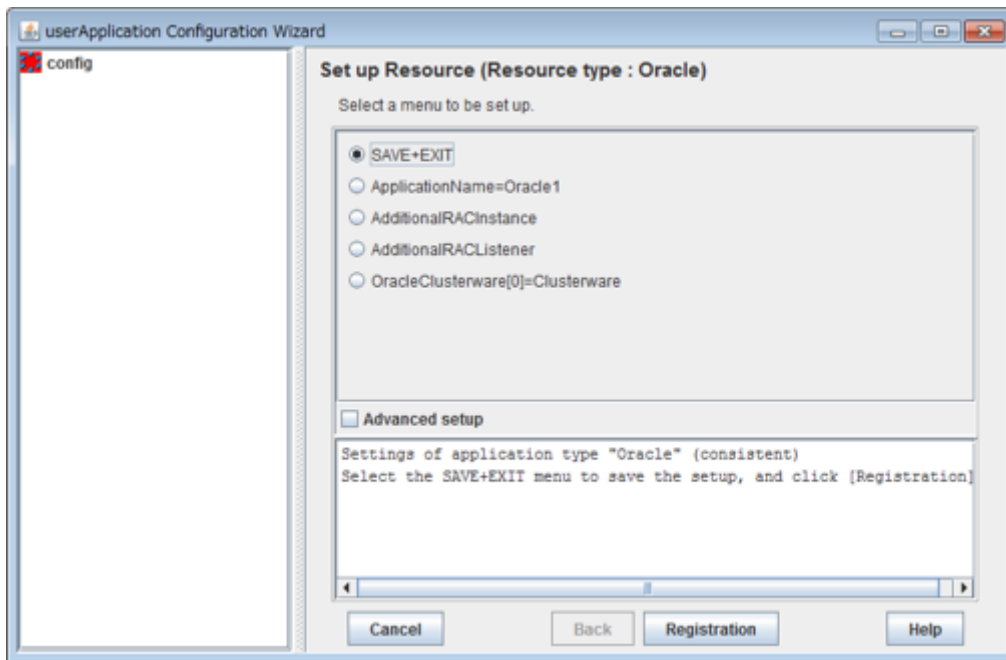 userApplication Configuration Wizard
config
Set up Resource (Resource type : Oracle)
Select a menu to be set up.
SAVE+EXIT
ApplicationName=Oracle1
AdditionalRACInstance
AdditionalRACListener
OracleClusterware[0]=Clusterware
Advanced setup
Settings of application type "Oracle" (consistent)
Select the SAVE+EXIT menu to save the setup, and click [Registration]
Cancel Back Registration Help